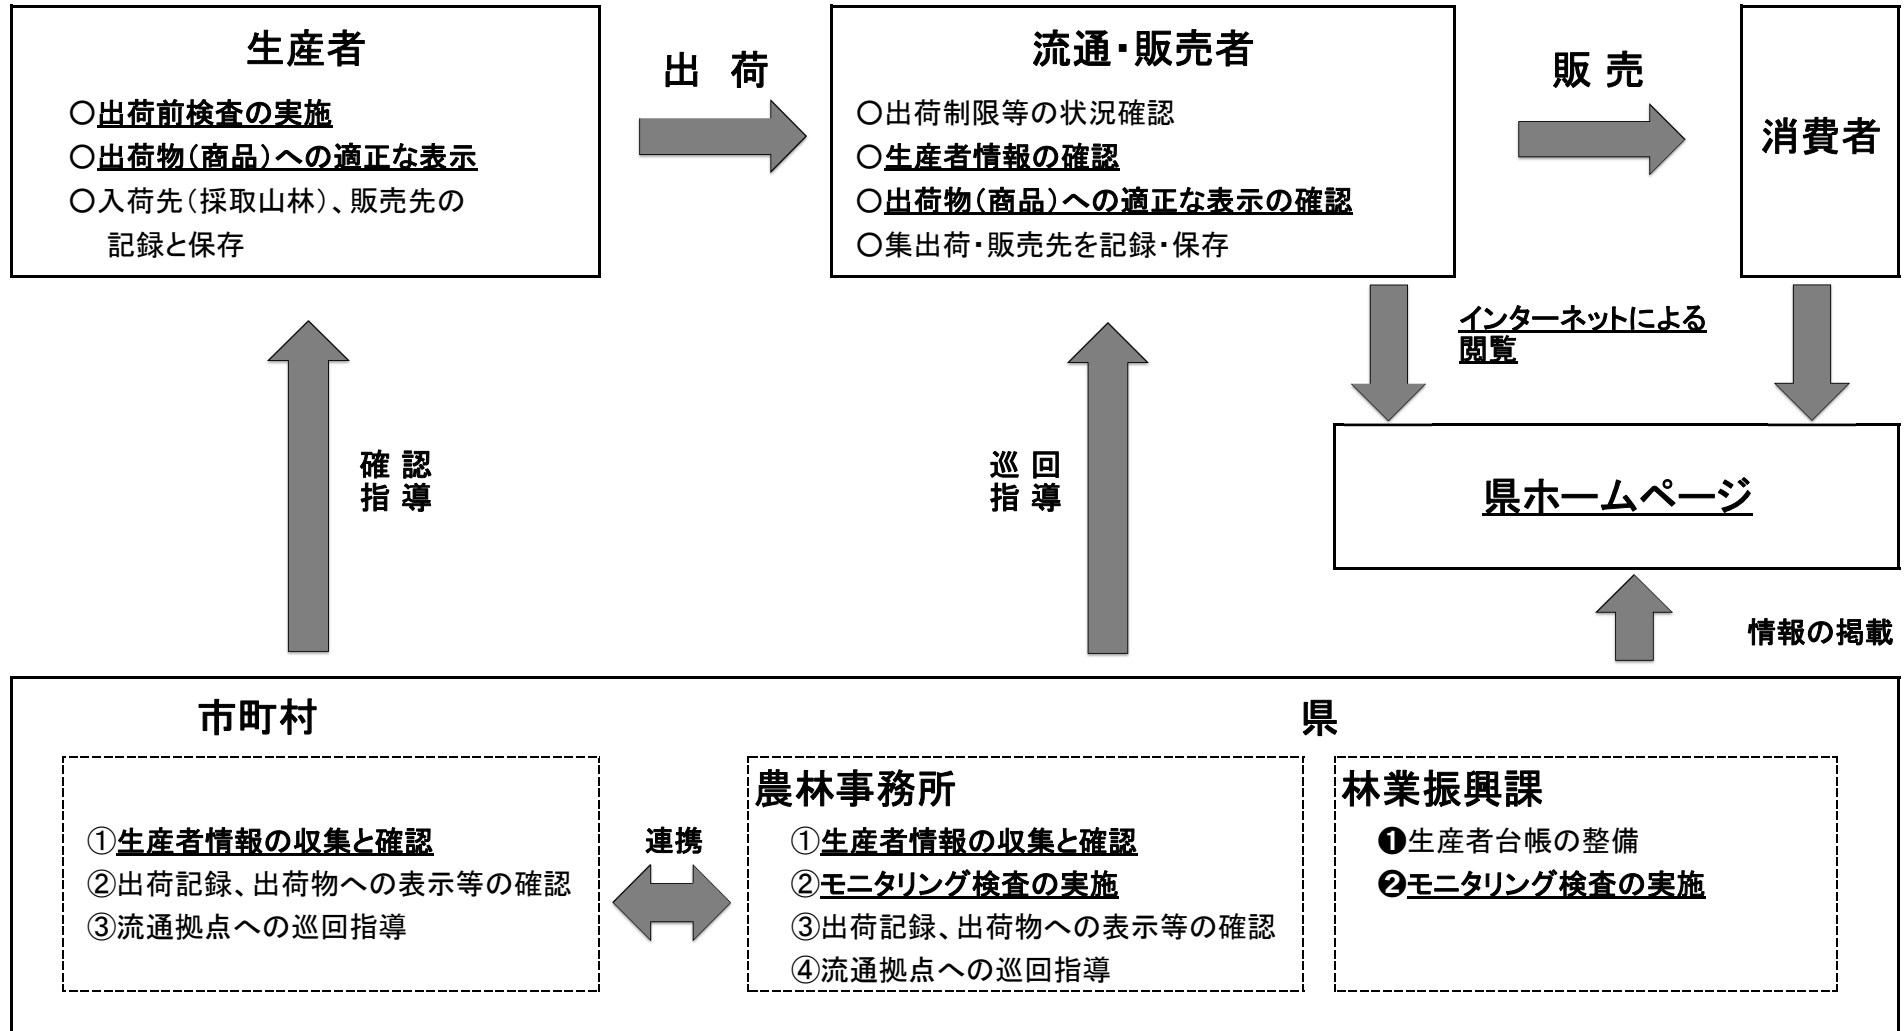 生産者
○出荷前検査の実施
○出荷物(商品)への適正な表示
○入荷先(採取山林)、販売先の
記録と保存
出 荷
流通・販売者
○出荷制限等の状況確認
○生産者情報の確認
○出荷物(商品)への適正な表示の確認
○集出荷・販売先を記録・保存
販 売
消費者
インターネットによる
閲覧
確 認
指 導
巡 回
指 導
県ホームページ
情報の掲載
市町村
①生産者情報の収集と確認
②出荷記録、出荷物への表示等の確認
③流通拠点への巡回指導
連携
県
農林事務所
①生産者情報の収集と確認
②モニタリング検査の実施
③出荷記録、出荷物への表示等の確認
④流通拠点への巡回指導
林業振興課
❶生産者台帳の整備
❷モニタリング検査の実施